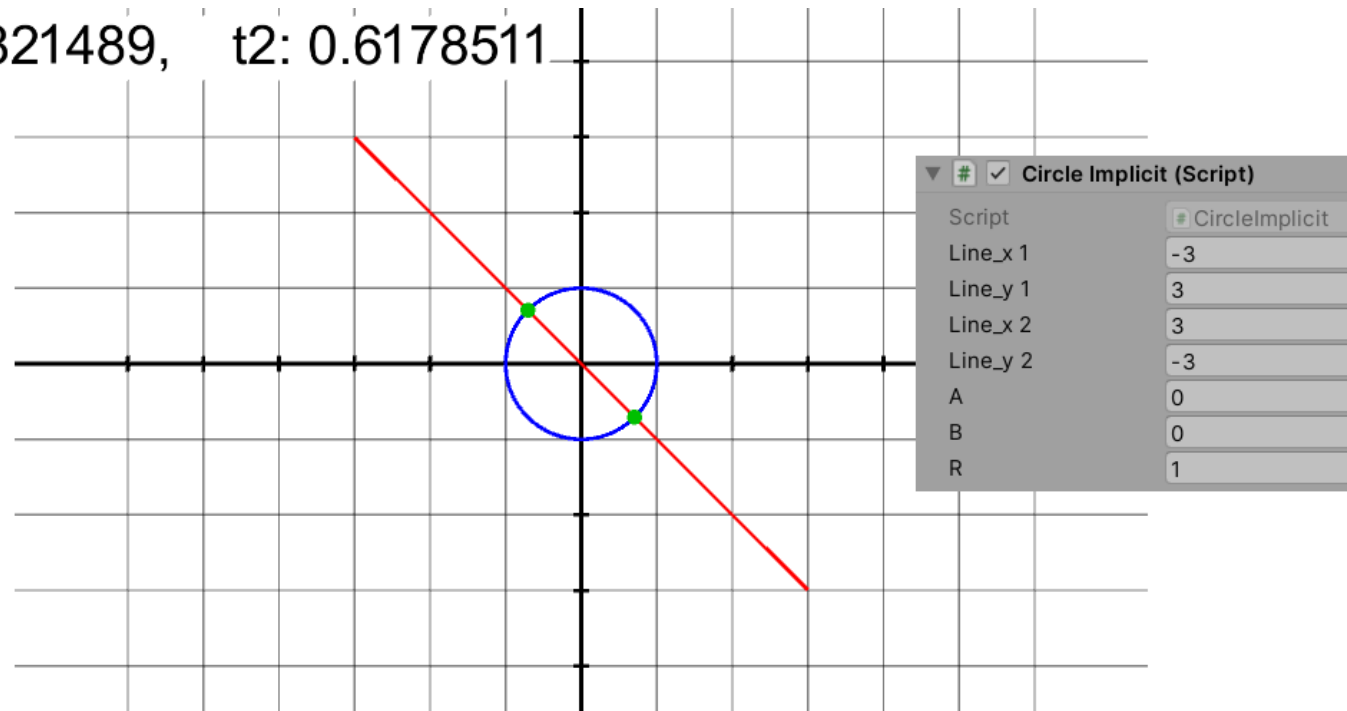 321489, t2: 0.6178511
Circle Implicit (Script)
Script # CircleImplicit
Line_x 1 -3
Line_y 1 3
Line_x 2 3
Line_y 2 -3
A 0
B 0
R 1